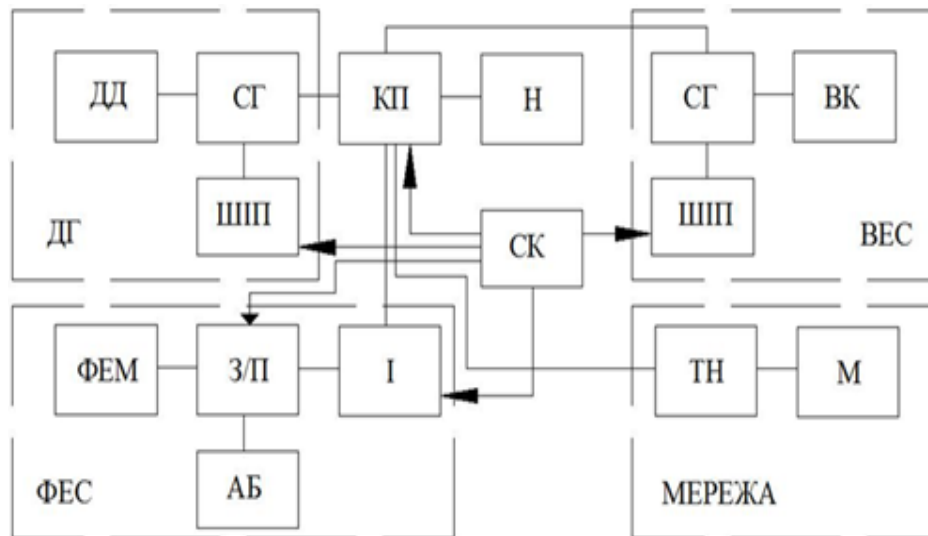 ДД
СГ
КП
Н
СГ
ВК
ШІП
ШІП
ДГ
СК
ВЕС
ФЕМ
З/П
І
ТН
М
АБ
ФЕС
МЕРЕЖА